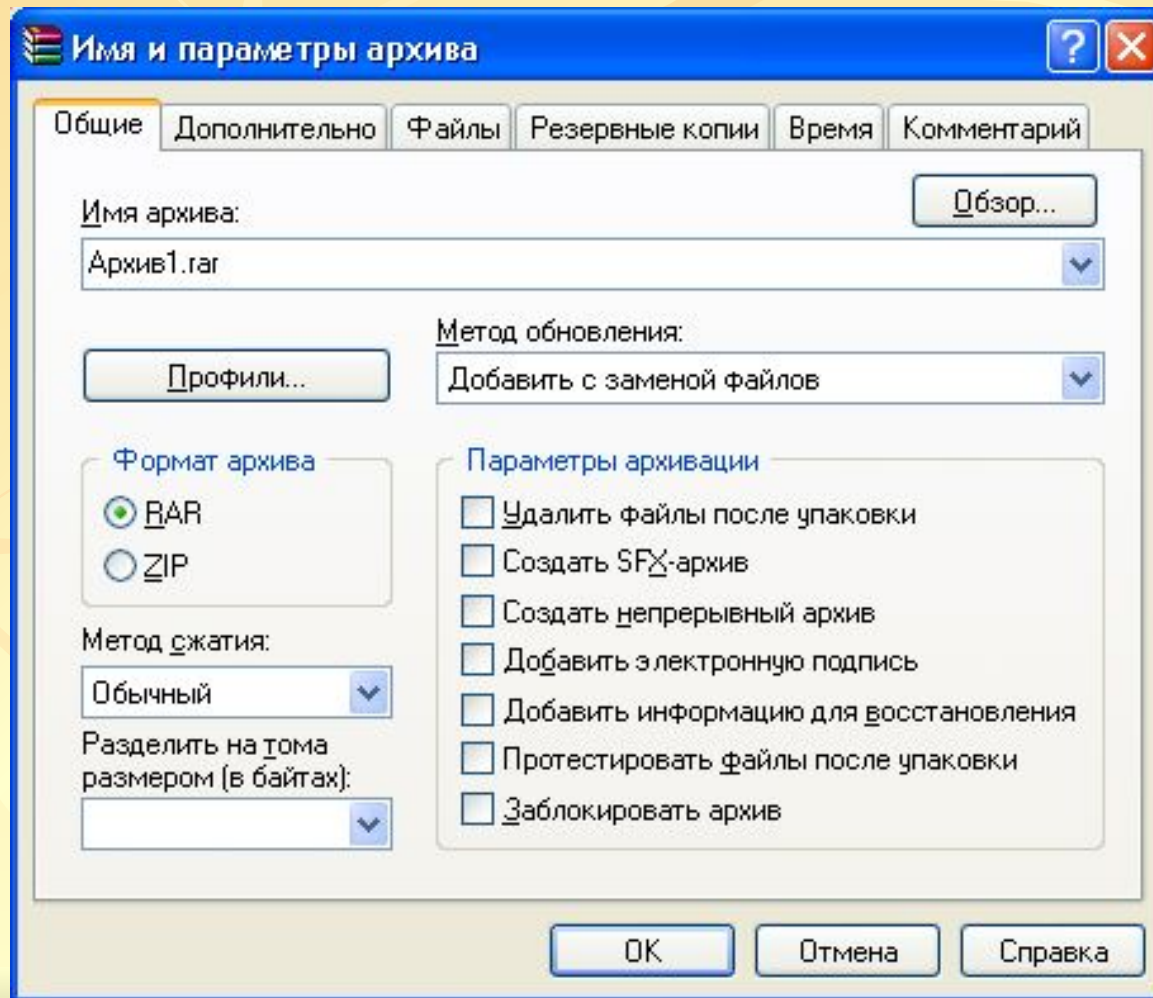 Имя и параметры архива
Общие Дополнительно Файлы Резервные копии Время Комментарий
Обзор...
Имя архива:
Архив1.rar
Метод обновления:
Профили...
Добавить с заменой файлов
Формат архива
RAR
ZIP
Метод сжатия:
Обычный
Разделить на тома
размером (в байтах):
Параметры архивации
Удалить файлы после упаковки
Создать SFX-архив
Создать непрерывный архив
Добавить электронную подпись
Добавить информацию для восстановления
Протестировать файлы после упаковки
Заблокировать архив
OK Отмена Справка